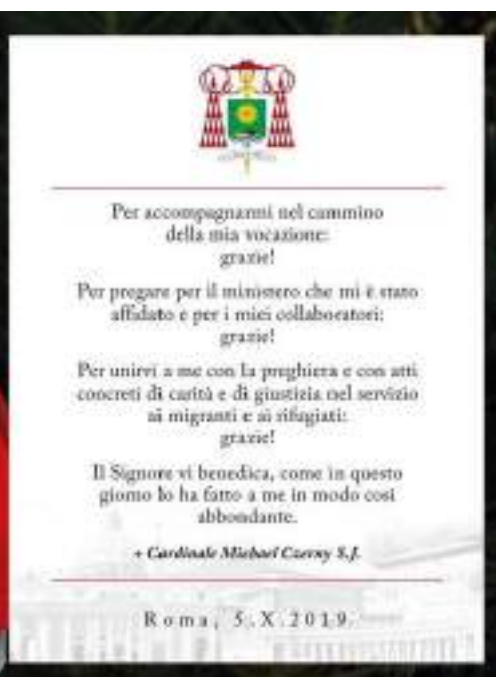 Per accompagnarmi nel cammino
della mia vocazione:
grazie!
Per pregare per il ministero che mi è stato
affidato e per i miei collaboratori:
grazie!
Per unirvi a me con la preghiera e con atti
concreti di carità e di giustizia nel servizio
ai migranti e ai rifugiati:
grazie!
Il Signore vi benedica, come in questo
giorno lo ha fatto a me in modo così
abbondante.
+ Cardinale Michael Czerny S.J.
Roma, 5.X.2019.